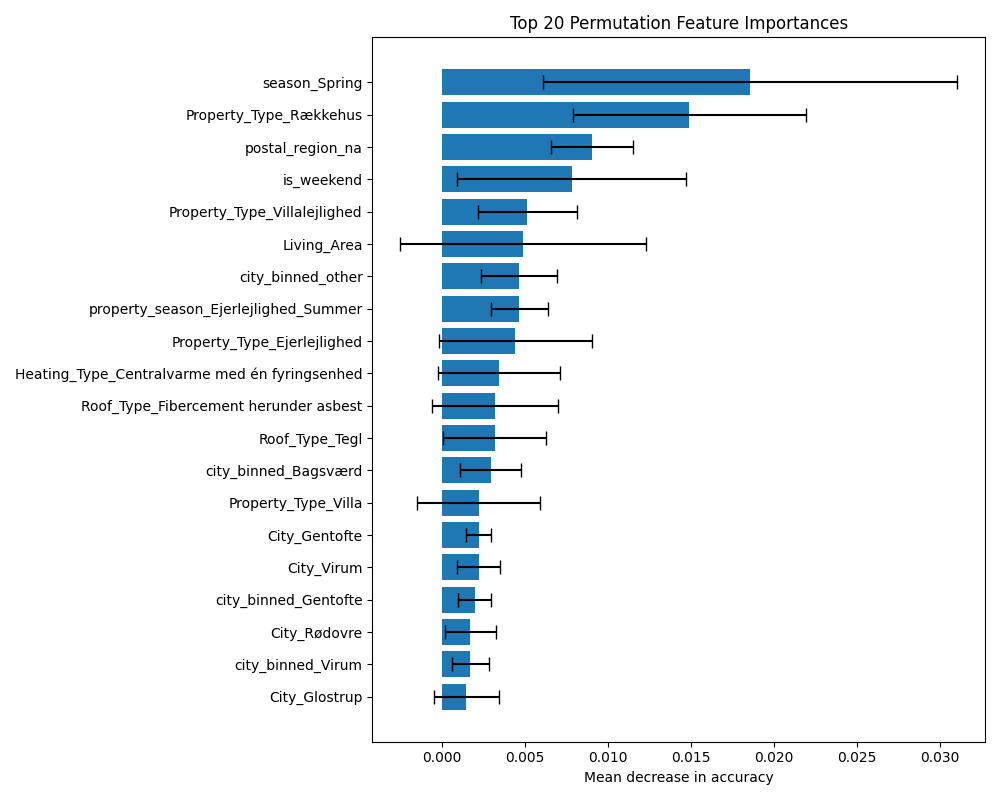 Top 20 Permutation Feature Importances
season_Spring
Property_Type_Rækkehus
postal_region_na
is_weekend
Property_Type_Villalejlighed
Living_Area
city_binned_other
property_season_Ejerlejlighed_Summer
Property_Type_Ejerlejlighed
Heating_Type_Centralvarme med én fyringsenhed
Roof_Type_Fibercement herunder asbest
Roof_Type_Tegl
city_binned_Bagsværd
Property_Type_Villa
City_Gentofte
City_Virum
city_binned_Gentofte
City_Rødovre
city_binned_Virum
City_Glostrup
0.000 0.005 0.010 0.015 0.020 0.025 0.030
Mean decrease in accuracy